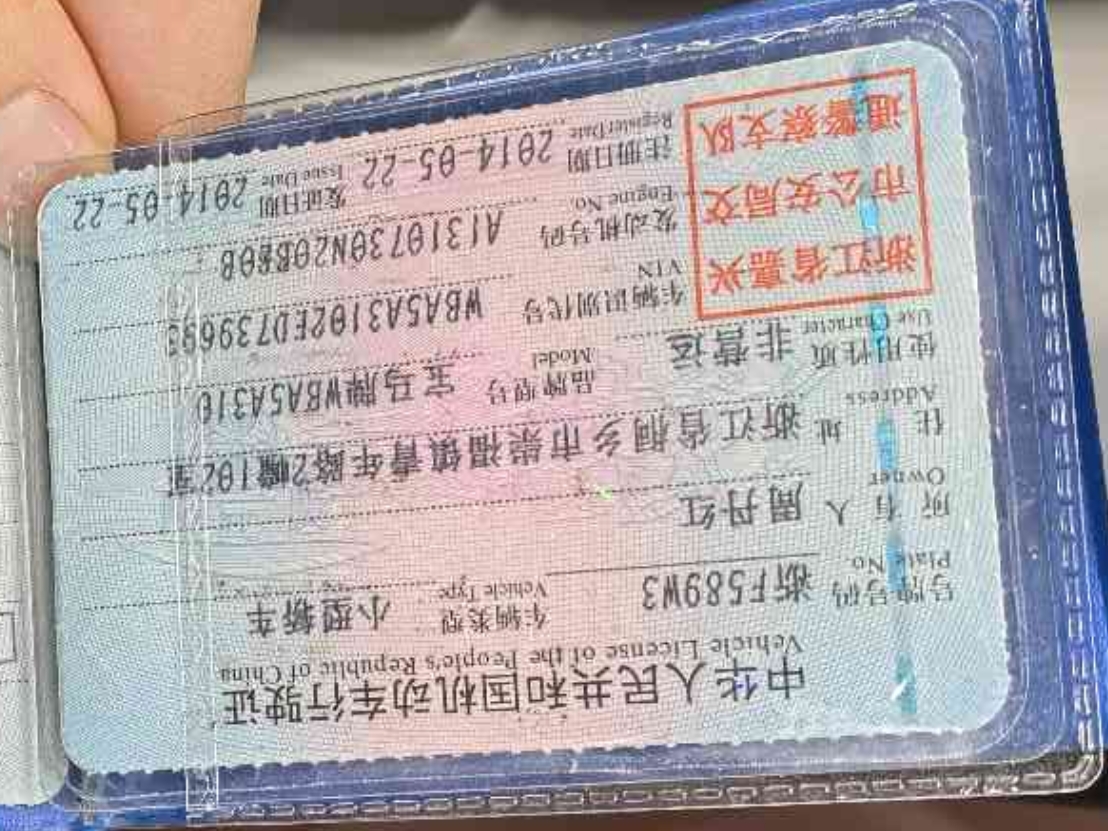 中华人民共和国机动车行驶证
Vehicle License of the People's Republic of China
号牌号码 浙F589W3 车辆类型 小型轿车
Plate No. Vehicle Type
所有人 周丹红
Owner
住址 浙江省桐乡市崇福镇青年路2幢102室
Address
使用性质 非营运 品牌型号 宝马牌WBA5A310
Use Character Model
浙江省嘉兴市公安局交通警察支队
车辆识别代号 WBA5A3102ED739693
VIN
发动机号码 A1310730N20B20B
Engine No.
注册日期 2014-05-22 发证日期 2014-05-22
Register Date Issue Date